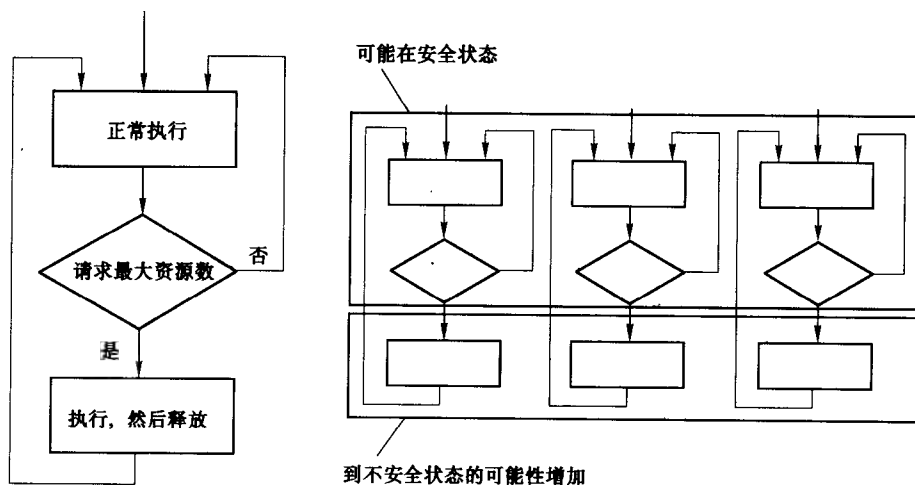 正常执行
请求最大资源数
否
是
执行，然后释放
可能在安全状态
到不安全状态的可能性增加